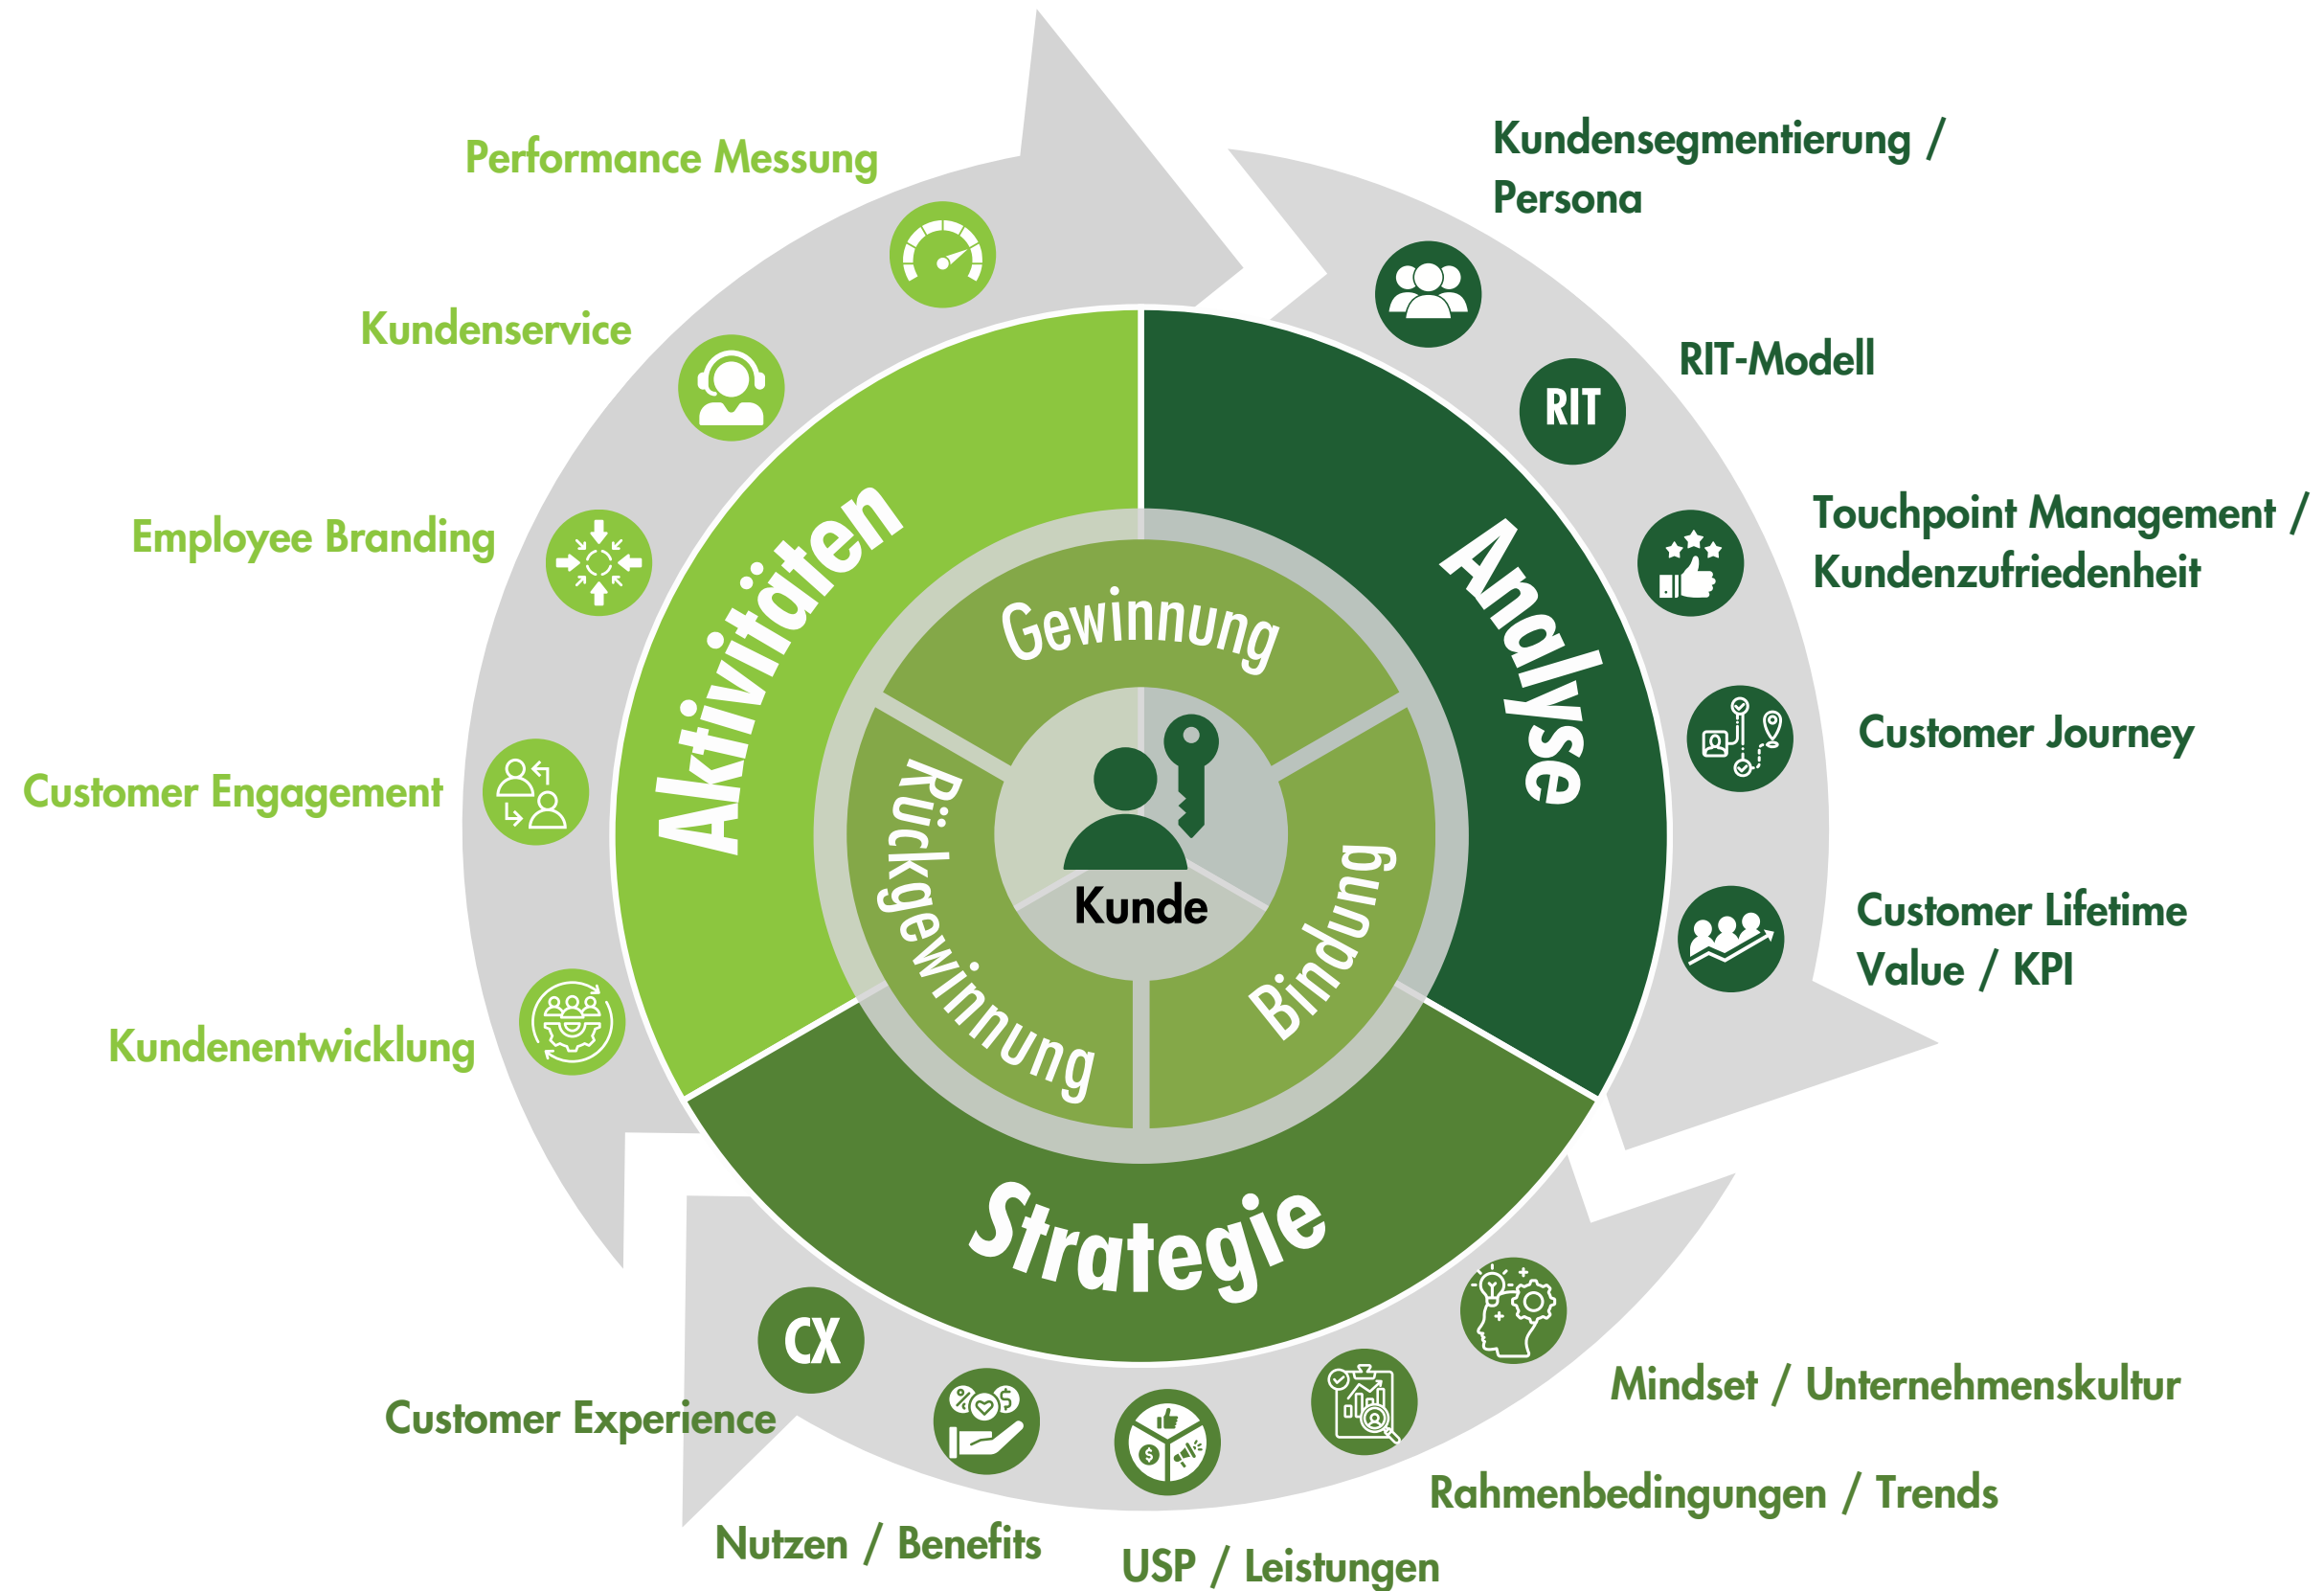 Performance Messung
Kundenservice
Employee Branding
Customer Engagement
Kundenentwicklung
Kundensegmentierung /
Persona
RIT
RIT-Modell
Touchpoint Management /
Kundenzufriedenheit
Customer Journey
Customer Lifetime
Value / KPI
Aktivitäten
Analyse
Strategie
Gewinnung
Bindung
Rückgewinnung
Kunde
Mindset / Unternehmenskultur
Rahmenbedingungen / Trends
USP / Leistungen
Nutzen / Benefits
CX
Customer Experience